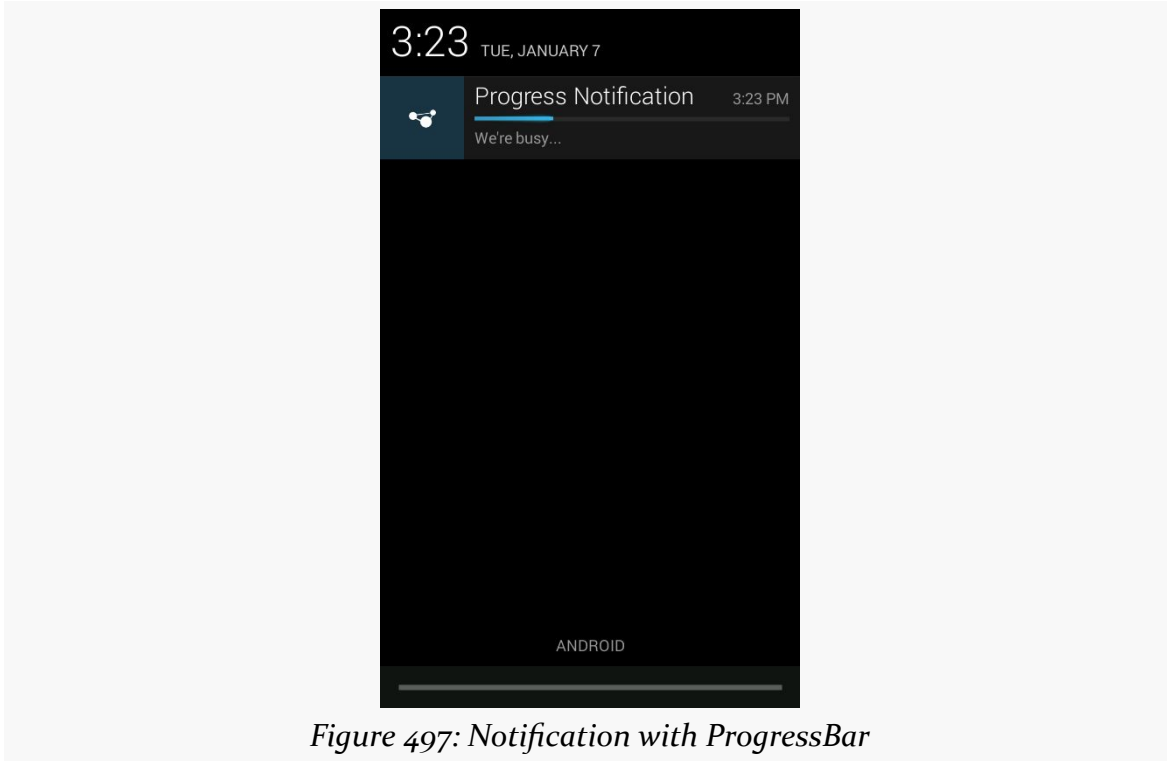 3:23 TUE, JANUARY 7
Progress Notification 3:23 PM
We're busy...
ANDROID
Figure 497: Notification with ProgressBar